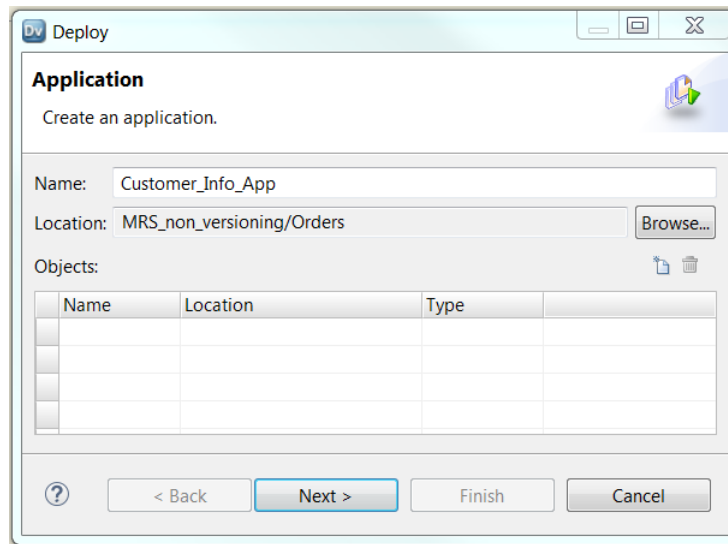 Dv Deploy
Application
Create an application.
Name: Customer_Info_App
Location: MRS_non_versioning/Orders Browse...
Objects:
Name Location Type
? < Back Next > Finish Cancel